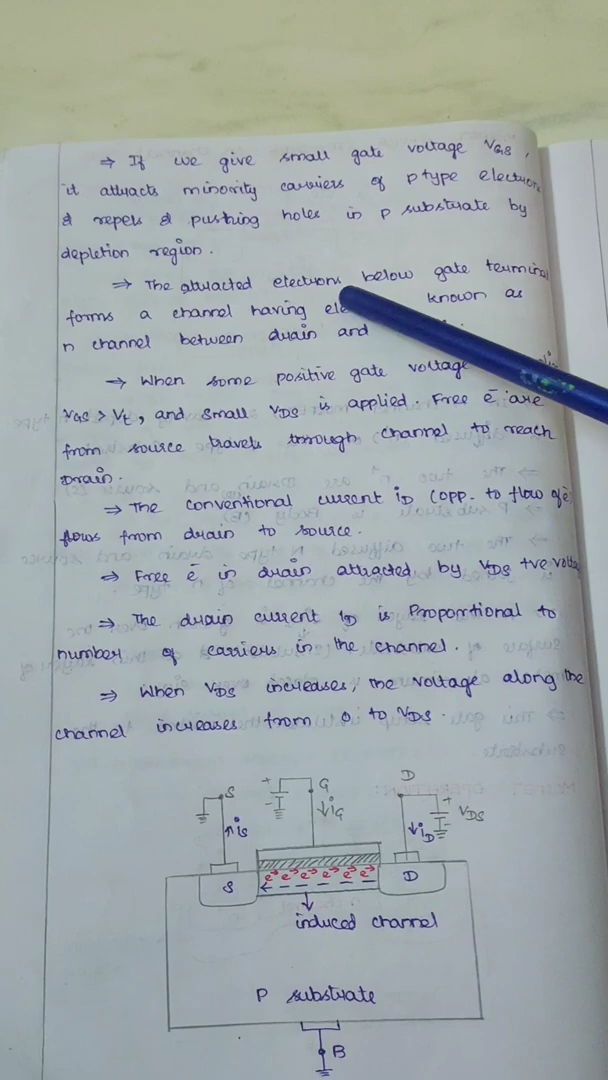 ⇒ If we give small gate voltage VGS,
it attracts minority carriers of p type electron
& repels & pushing holes in P substrate by
depletion region.
⇒ The attracted electrons below gate terminal
forms a channel having known as
n channel between drain and
→ When some positive gate voltage
VGS > Vt, and small VDS is applied. Free ē are
from source travels through channel to reach
Drain.
⇒ The conventional current iD (opp. to flow of ē)
flows from drain to source.
⇒ Free ē in drain attracted by VDS +ve voltage
⇒ The drain current ID is Proportional to
number of carriers in the channel.
⇒ When VDS increases, the voltage along the
channel increases from 0 to VDS.
S G D
+ - + - VDS
↑is ↓iG ↓iD
e→ e→ e→ e→ e→ e→
S D
induced channel
P substrate
B